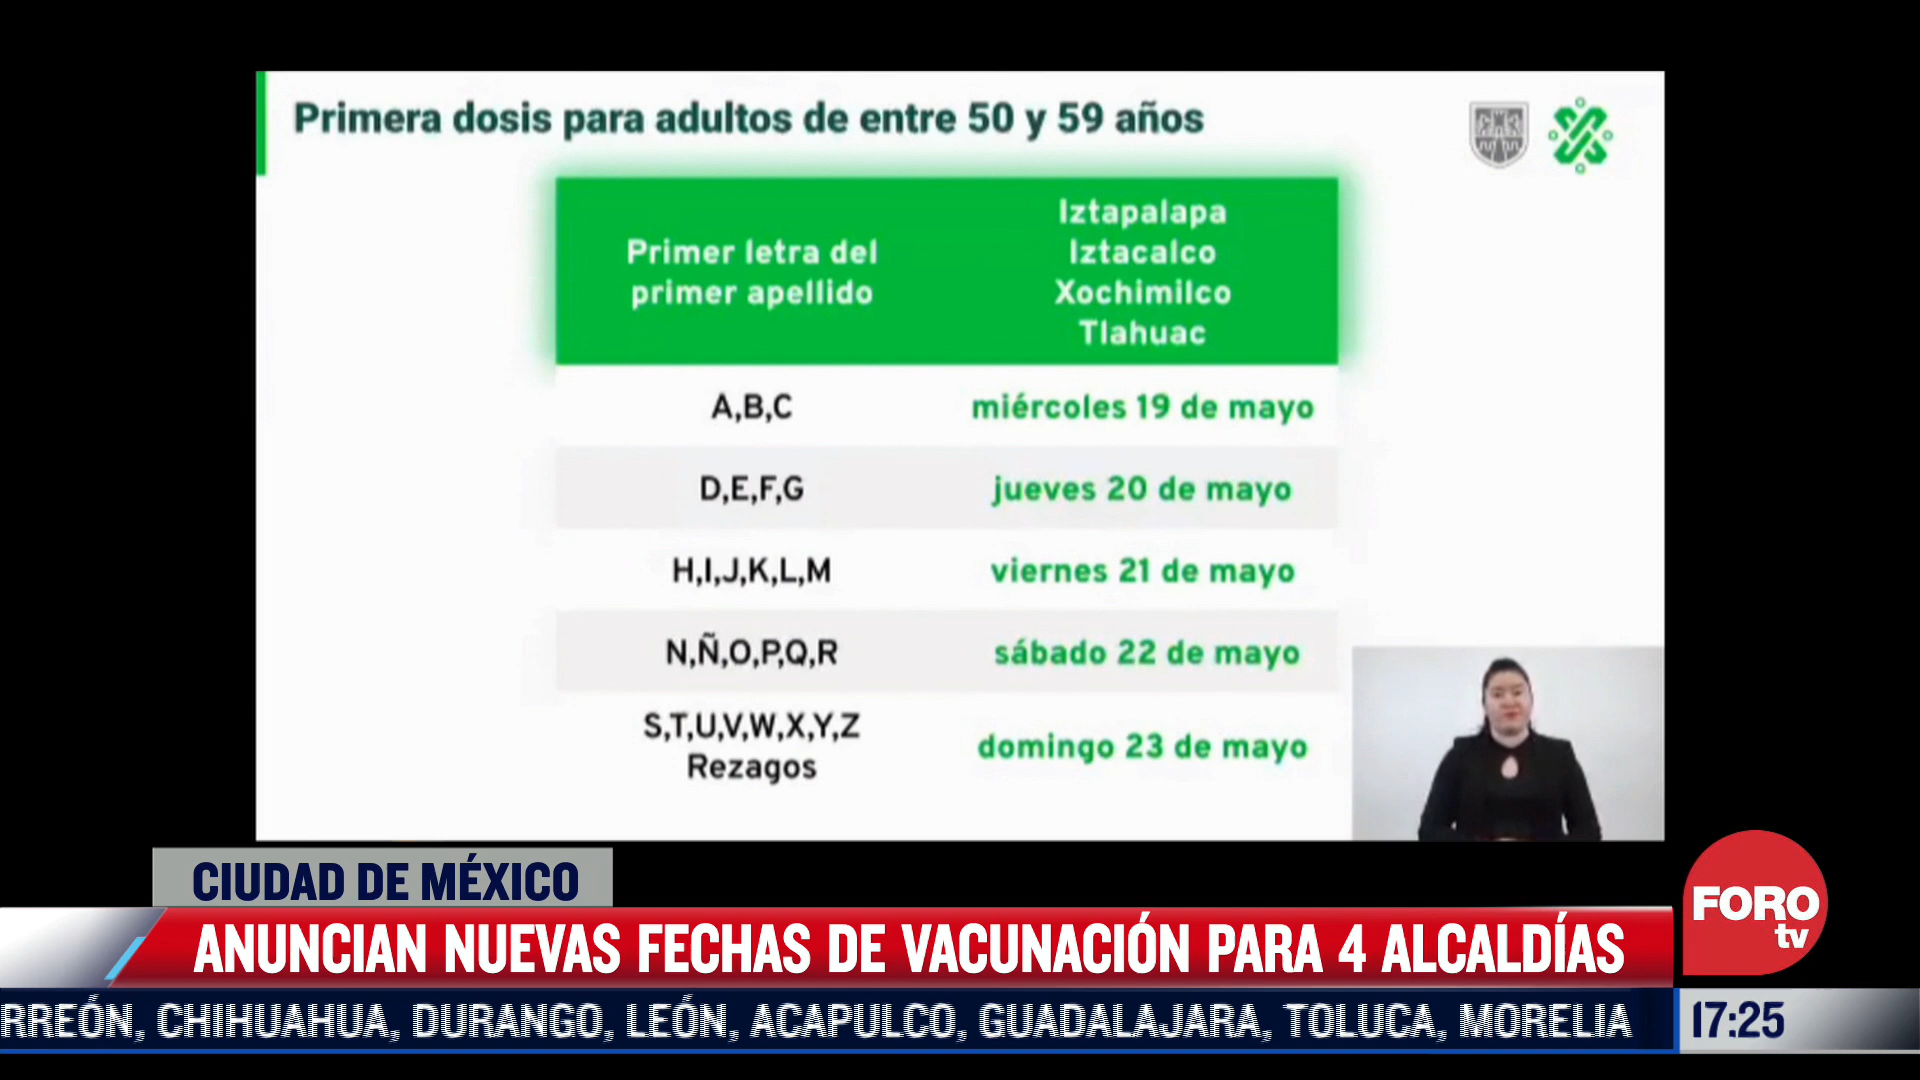 Primera dosis para adultos de entre 50 y 59 años
Primer letra del
primer apellido
Iztapalapa
Iztacalco
Xochimilco
Tlahuac
A,B,C
miércoles 19 de mayo
D,E,F,G
jueves 20 de mayo
H,I,J,K,L,M
viernes 21 de mayo
N,Ñ,O,P,Q,R
sábado 22 de mayo
S,T,U,V,W,X,Y,Z
Rezagos
domingo 23 de mayo
CIUDAD DE MÉXICO
ANUNCIAN NUEVAS FECHAS DE VACUNACIÓN PARA 4 ALCALDÍAS
FORO
tv
RREÓN, CHIHUAHUA, DURANGO, LEÓN, ACAPULCO, GUADALAJARA, TOLUCA, MORELIA
17:25